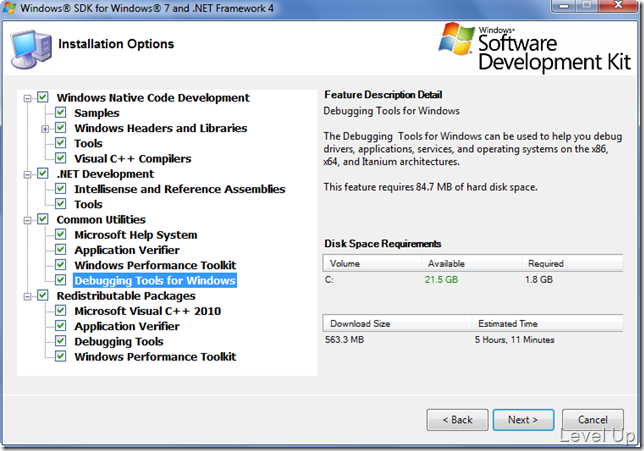 Windows® SDK for Windows® 7 and .NET Framework 4
Installation Options
Windows®
Software
Development Kit
Windows Native Code Development
Samples
Windows Headers and Libraries
Tools
Visual C++ Compilers
.NET Development
Intellisense and Reference Assemblies
Tools
Common Utilities
Microsoft Help System
Application Verifier
Windows Performance Toolkit
Debugging Tools for Windows
Redistributable Packages
Microsoft Visual C++ 2010
Application Verifier
Debugging Tools
Windows Performance Toolkit
Feature Description Detail
Debugging Tools for Windows
The Debugging Tools for Windows can be used to help you debug
drivers, applications, services, and operating systems on the x86,
x64, and Itanium architectures.
This feature requires 84.7 MB of hard disk space.
Disk Space Requirements
Volume Available Required
C: 21.5 GB 1.8 GB
Download Size Estimated Time
563.3 MB 5 Hours, 11 Minutes
< Back Next > Cancel
Level Up